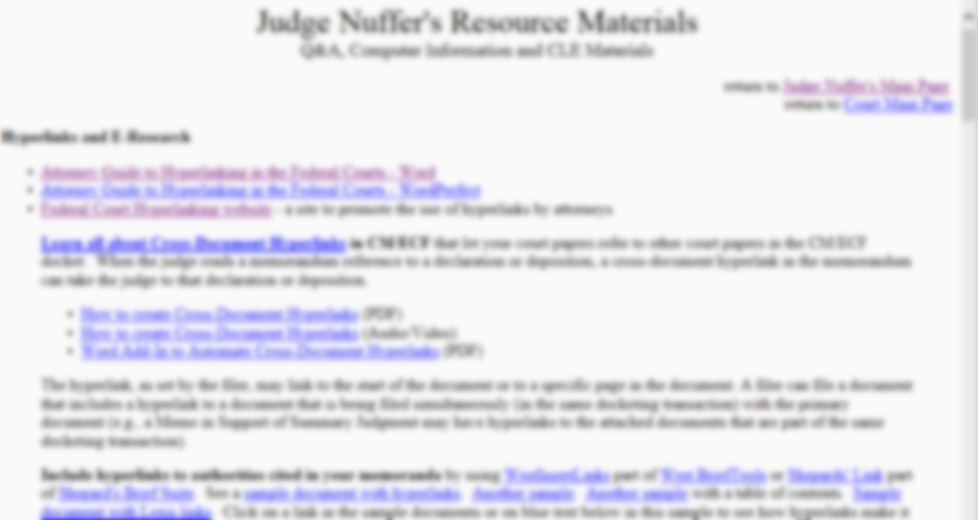 Judge Nuffer's Resource Materials
Q&A, Computer Information and CLE Materials
return to Judge Nuffer's Main Page
return to Court Main Page
Hyperlinks and E-Research
• Attorney Guide to Hyperlinking in the Federal Courts - Word
• Attorney Guide to Hyperlinking in the Federal Courts - WordPerfect
• Federal Court Hyperlinking website - a site to promote the use of hyperlinks by attorneys
Learn all about Cross-Document Hyperlinks in CM/ECF that let your court papers refer to other court papers in the CM/ECF
docket. When the judge reads a memorandum reference to a declaration or deposition, a cross-document hyperlink in the memorandum
can take the judge to that declaration or deposition.
• How to create Cross-Document Hyperlinks (PDF)
• How to create Cross-Document Hyperlinks (Audio/Video)
• Word Add-In to Automate Cross-Document Hyperlinks (PDF)
The hyperlink, as set by the filer, may link to the start of the document or to a specific page in the document. A filer can file a document
that includes a hyperlink to a document that is being filed simultaneously (in the same docketing transaction) with the primary
document (e.g., a Memo in Support of Summary Judgment may have hyperlinks to the attached documents that are part of the same
docketing transaction).
Include hyperlinks to authorities cited in your memoranda by using WestInsertLinks part of West BriefTools or Shepards' Link part
of Shepard's Brief Suite. See a sample document with hyperlinks. Another sample. Another sample with a table of contents. Sample
document with Lexis links. Click on a link in the sample documents or on blue text below in this sample to see how hyperlinks make it